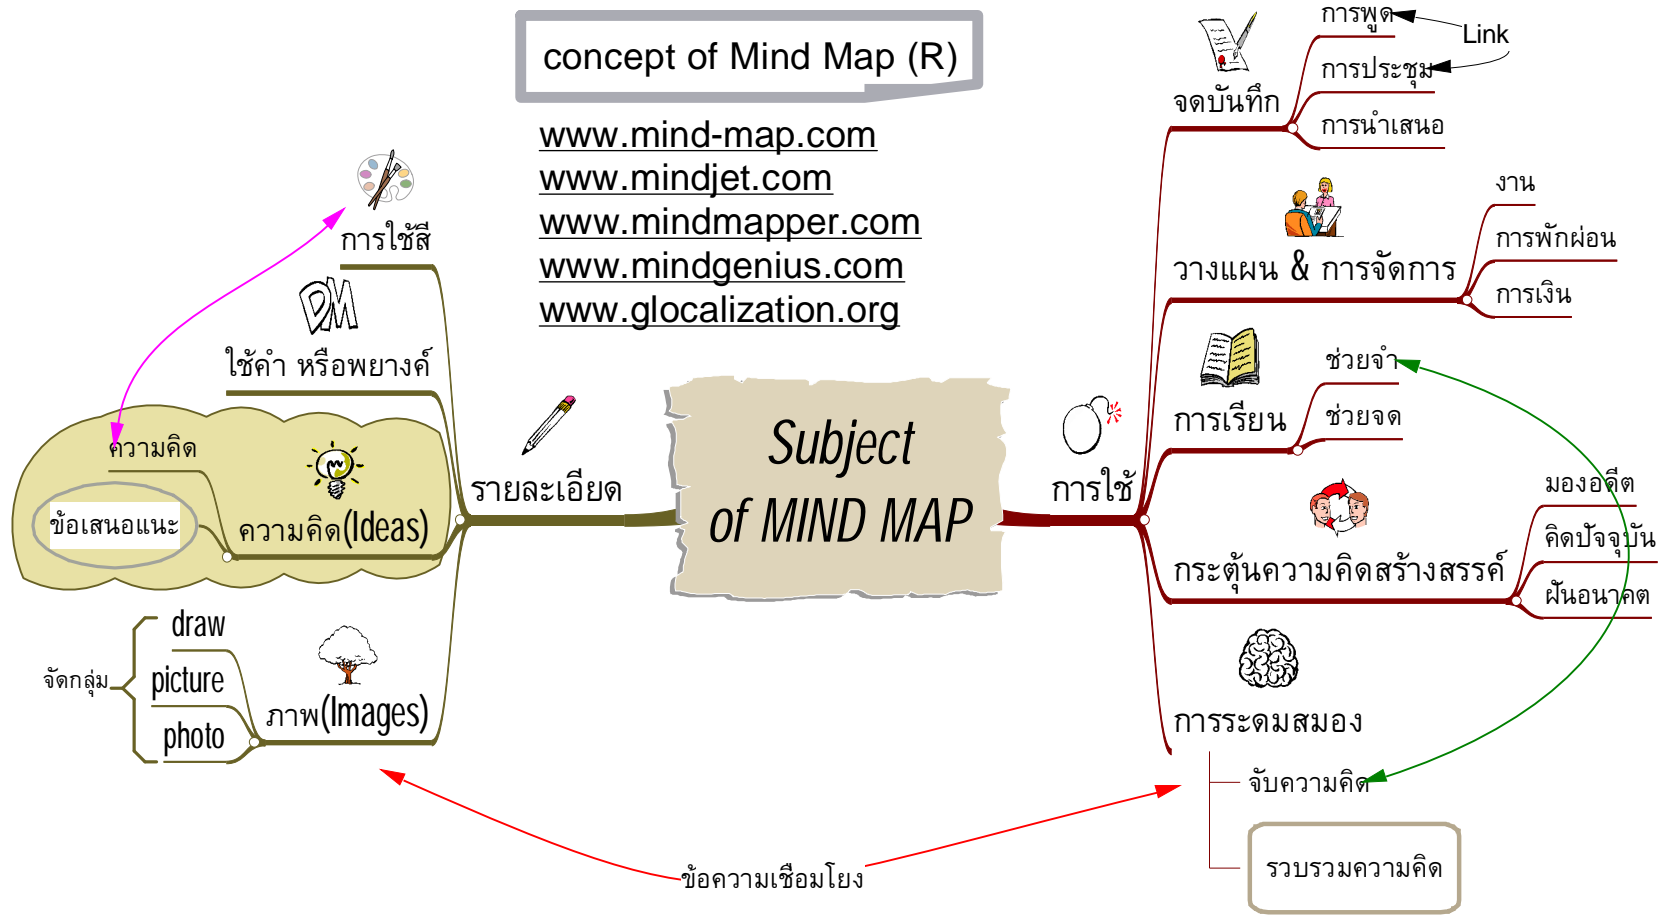 concept of Mind Map (R)
www.mind-map.com
www.mindjet.com
www.mindmapper.com
www.mindgenius.com
www.glocalization.org
Subject
of MIND MAP
การใช้
จดบันทึก
การพูด
การประชุม
การนำเสนอ
Link
วางแผน & การจัดการ
งาน
การพักผ่อน
การเงิน
การเรียน
ช่วยจำ
ช่วยจด
กระตุ้นความคิดสร้างสรรค์
มองอดีต
คิดปัจจุบัน
ฝันอนาคต
การระดมสมอง
จับความคิด
รวบรวมความคิด
รายละเอียด
การใช้สี
DM
ใช้คำ หรือพยางค์
ความคิด(Ideas)
ความคิด
ข้อเสนอแนะ
ภาพ(Images)
draw
picture
photo
จัดกลุ่ม
ข้อความเชือมโยง